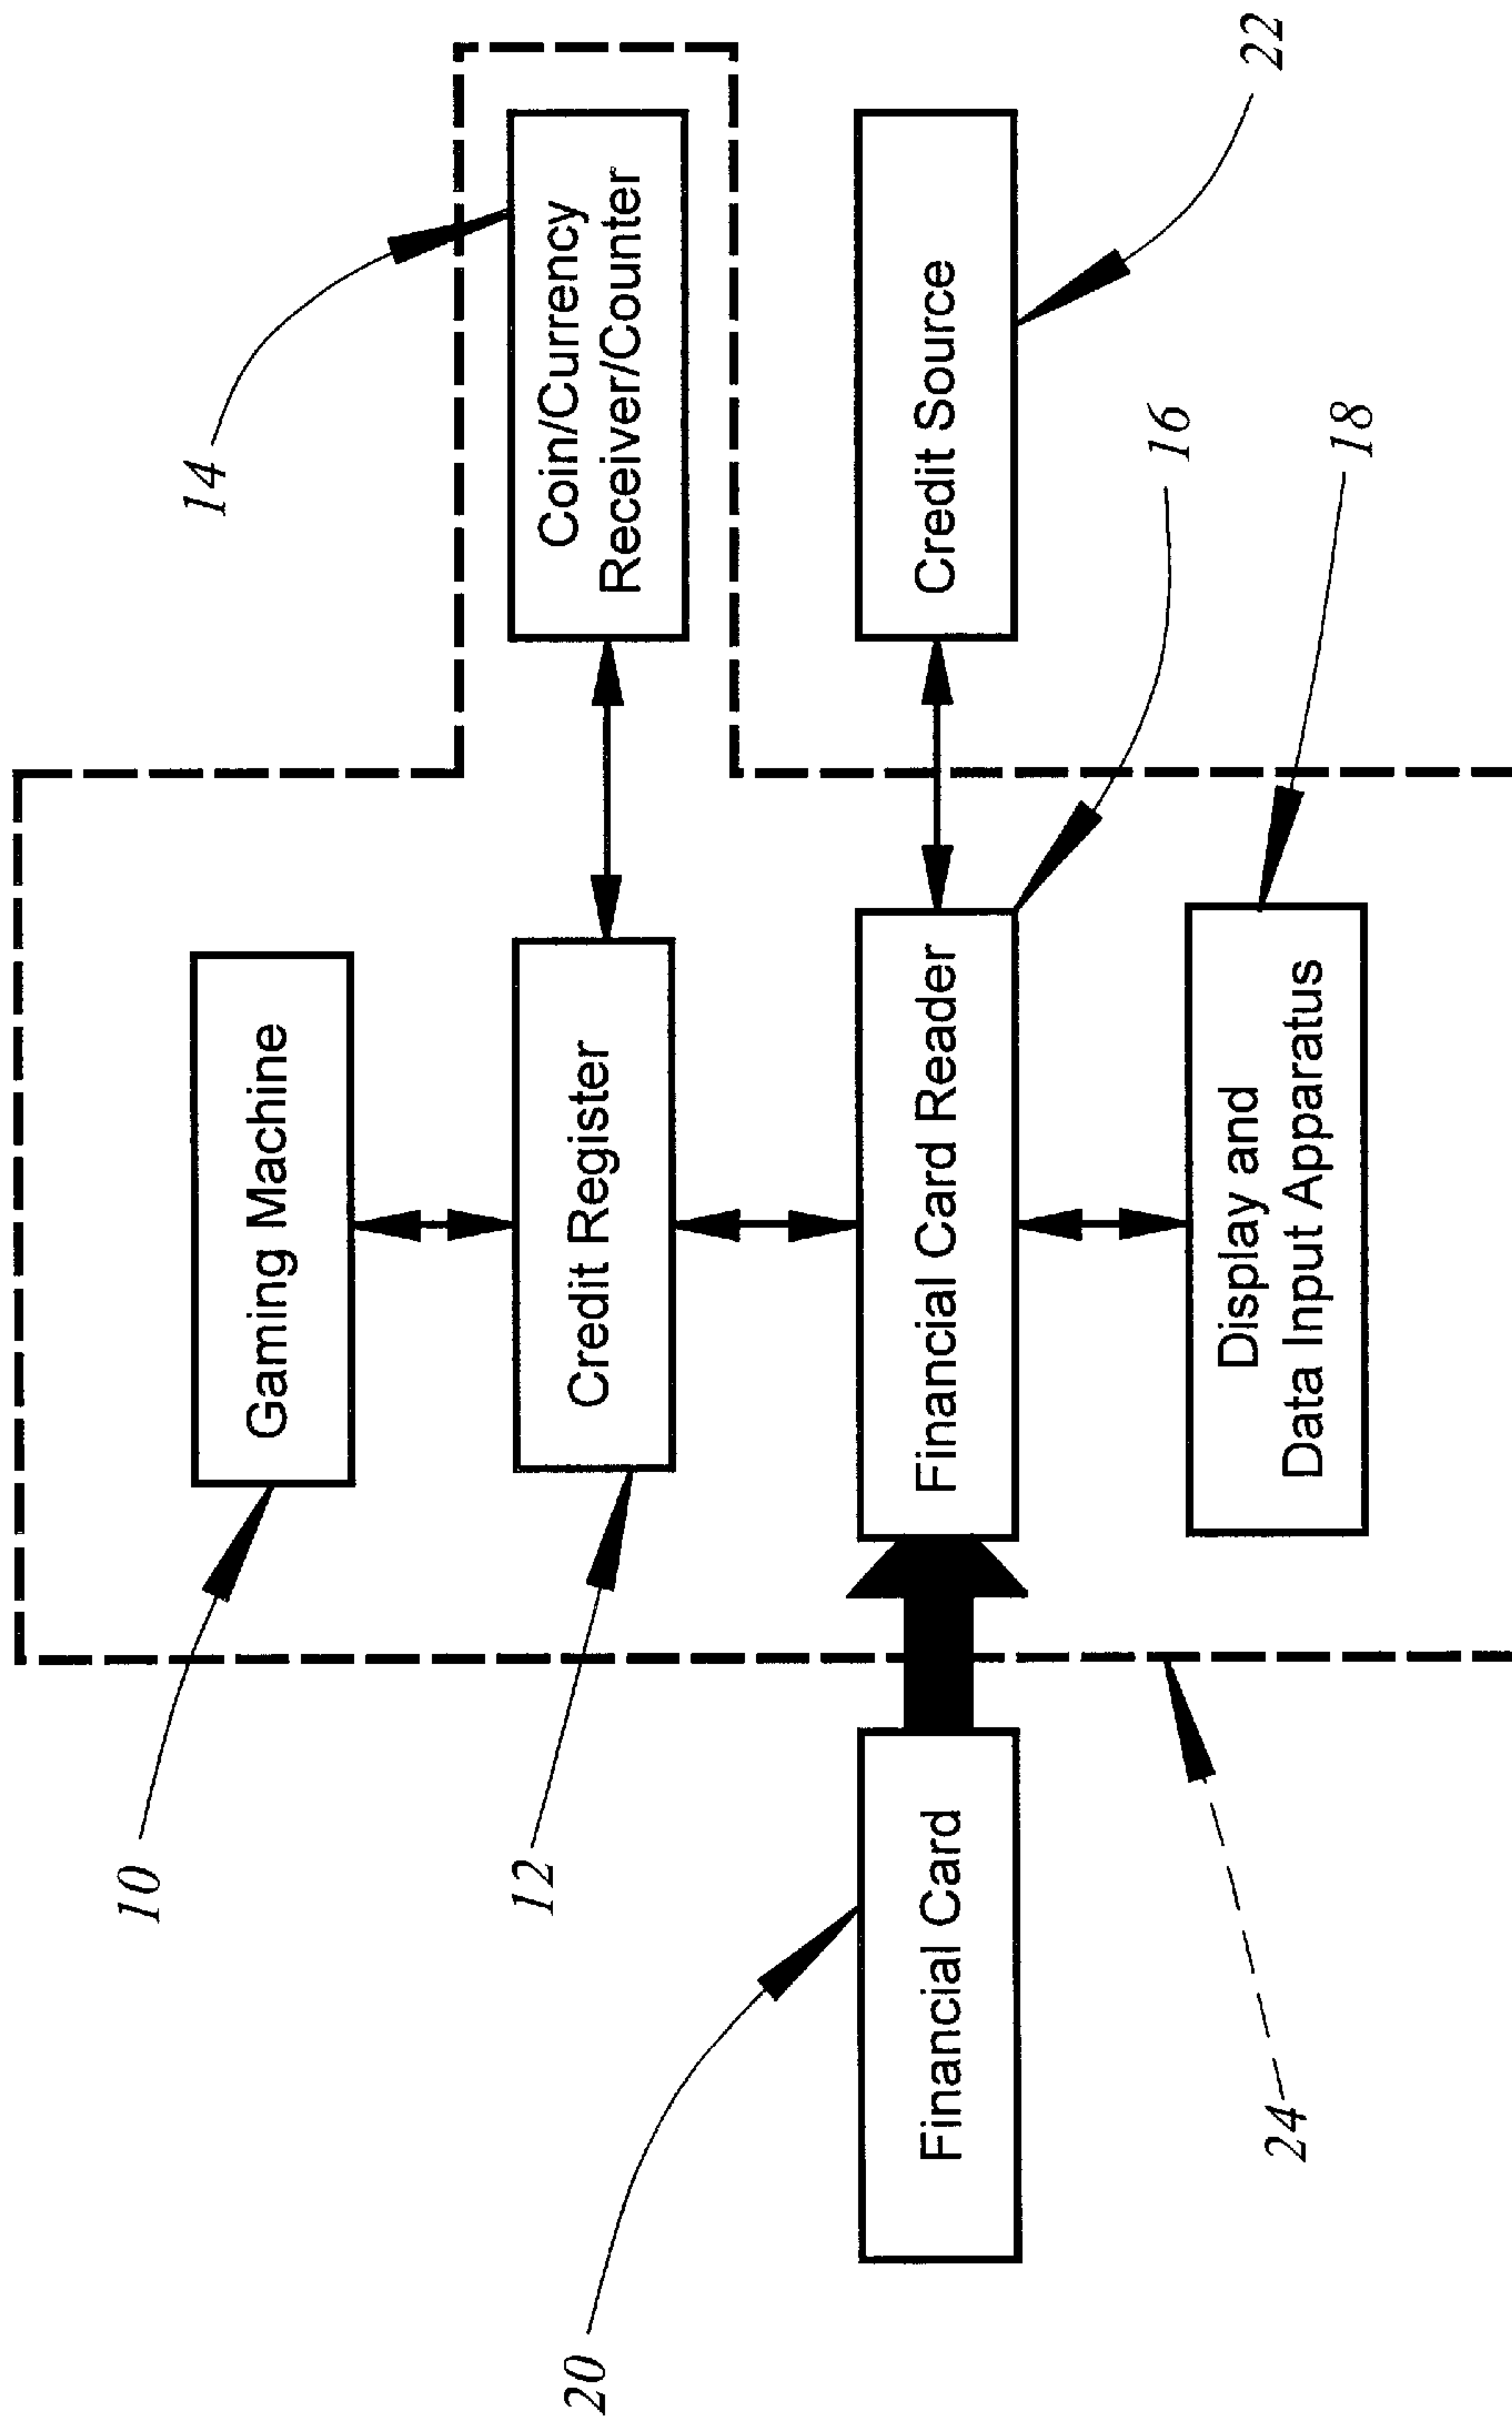 10
Gaming Machine
14
12
Credit Register
Coin/Currency
Receiver/Counter
20
Financial Card
Financial Card Reader
Credit Source
22
16
24
Display and
Data Input Apparatus
18